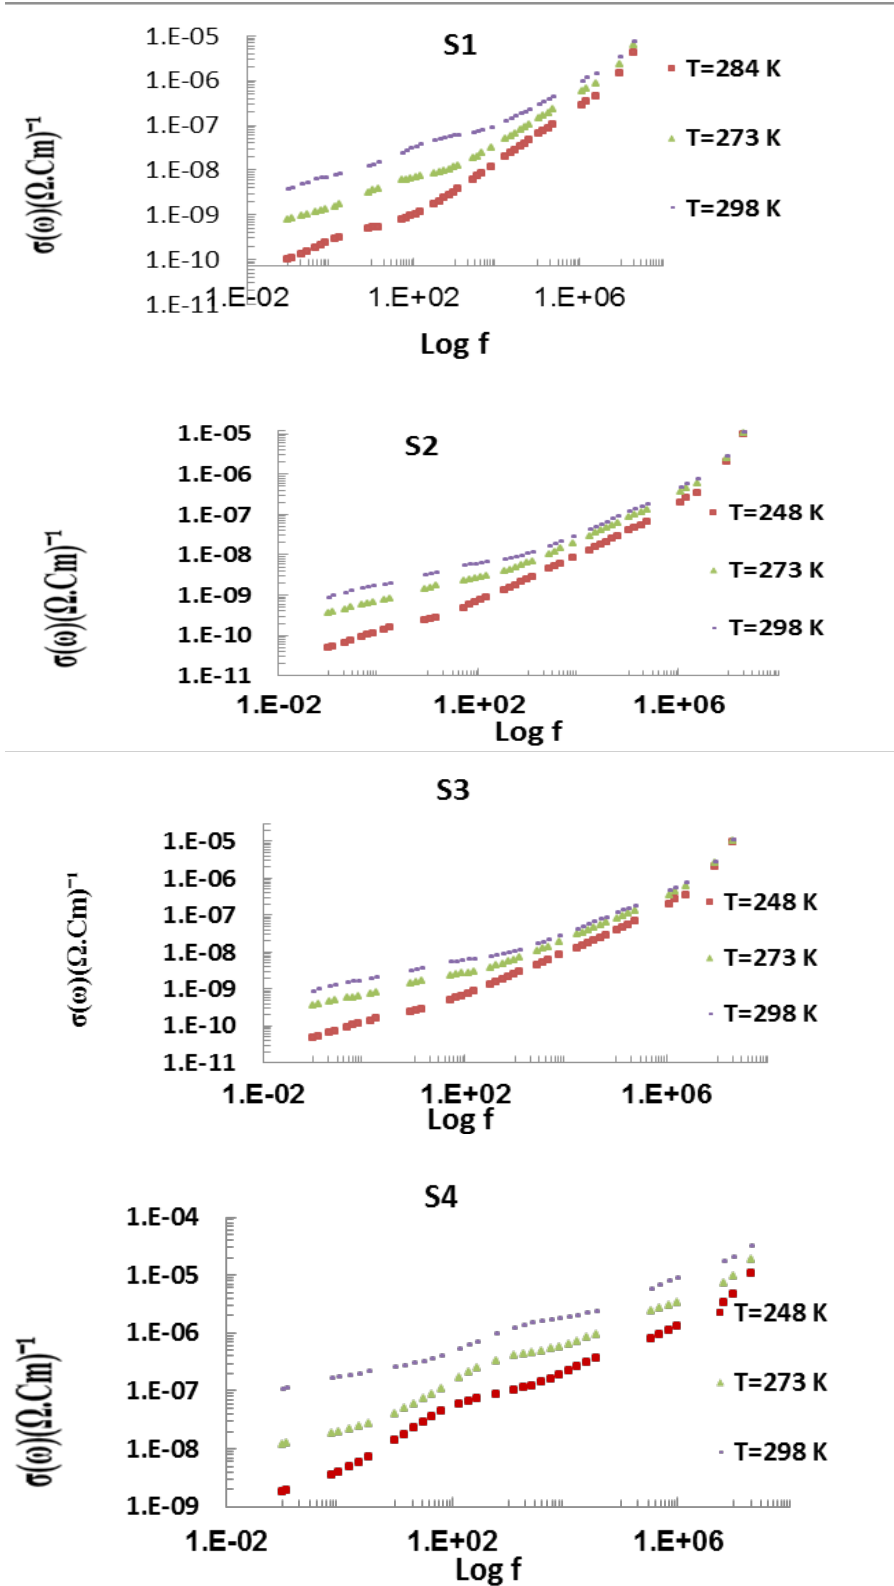 S1
1.E-05
1.E-06
1.E-07
1.E-08
1.E-09
1.E-10
1.E-11
σ(ω)(Ω.Cm)⁻¹
T=284 K
T=273 K
T=298 K
1.E-02 1.E+02 1.E+06
Log f
S2
1.E-05
1.E-06
1.E-07
1.E-08
1.E-09
1.E-10
1.E-11
σ(ω)(Ω.Cm)⁻¹
T=248 K
T=273 K
T=298 K
1.E-02 1.E+02 1.E+06
Log f
S3
1.E-05
1.E-06
1.E-07
1.E-08
1.E-09
1.E-10
1.E-11
σ(ω)(Ω.Cm)⁻¹
T=248 K
T=273 K
T=298 K
1.E-02 1.E+02 1.E+06
Log f
S4
1.E-04
1.E-05
1.E-06
1.E-07
1.E-08
1.E-09
σ(ω)(Ω.Cm)⁻¹
T=248 K
T=273 K
T=298 K
1.E-02 1.E+02 1.E+06
Log f